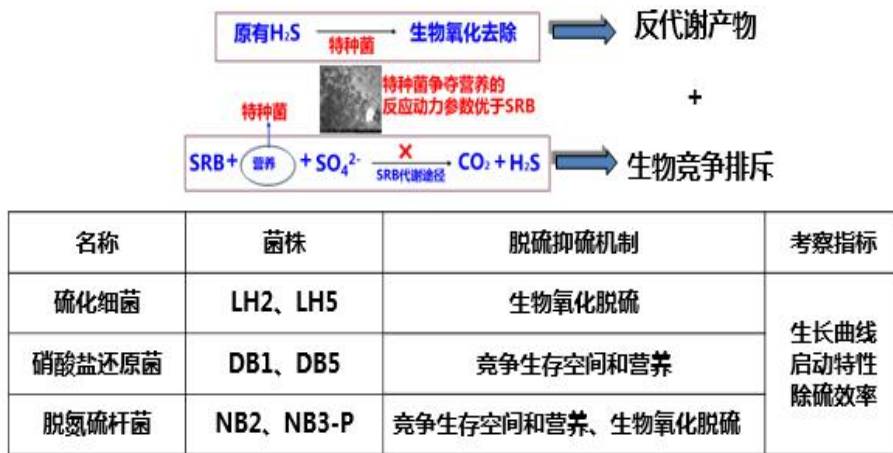 原有H₂S 特种菌 生物氧化去除 反代谢产物
特种菌争夺营养的
反应动力参数优于SRB
特种菌
+
SRB+ 营养 + SO₄²⁻ × SRB代谢途径 CO₂ + H₂S 生物竞争排斥
名称 菌株 脱硫抑硫机制 考察指标
硫化细菌 LH2、LH5 生物氧化脱硫
硝酸盐还原菌 DB1、DB5 竞争生存空间和营养
脱氮硫杆菌 NB2、NB3-P 竞争生存空间和营养、生物氧化脱硫
生长曲线
启动特性
除硫效率